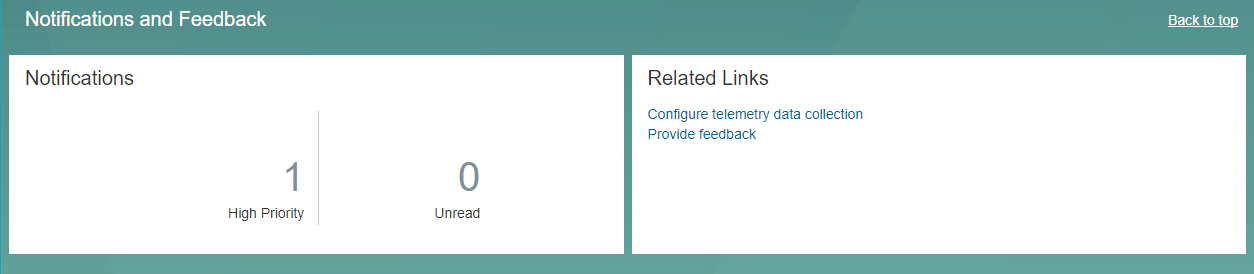 Notifications and Feedback
Back to top
Notifications
1
High Priority
0
Unread
Related Links
Configure telemetry data collection
Provide feedback